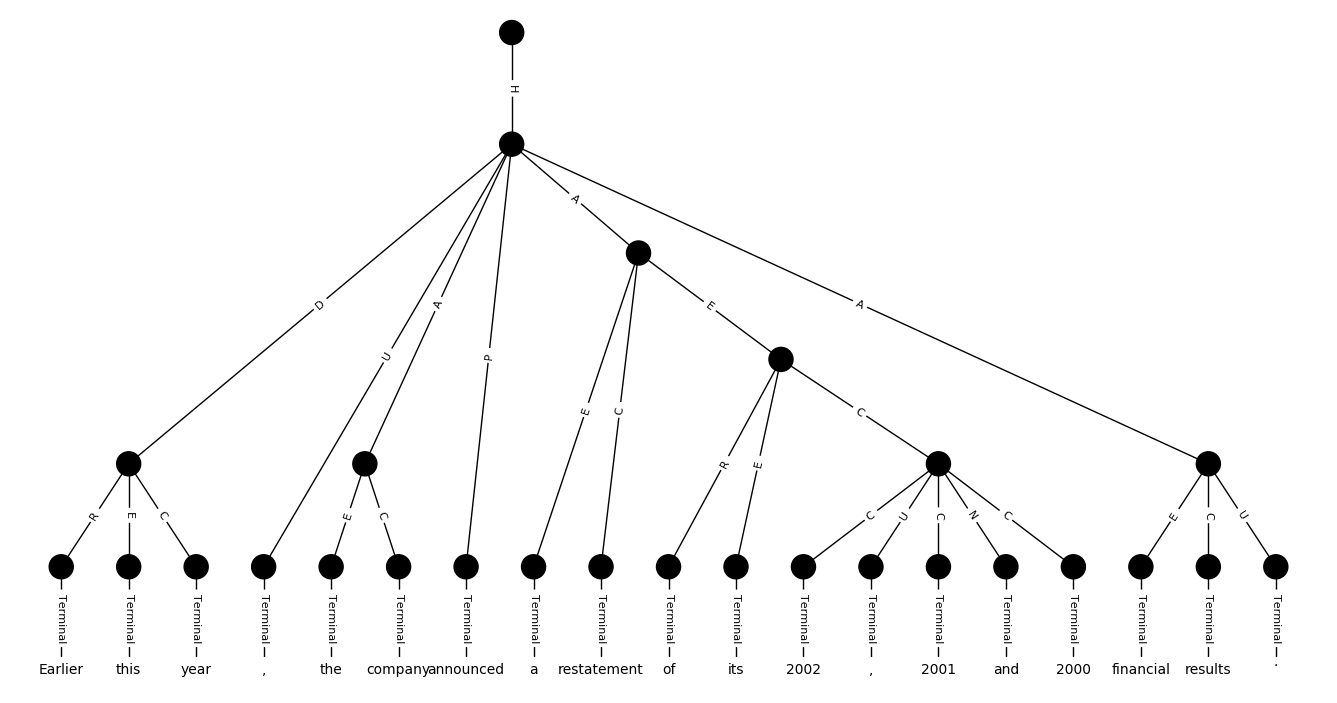 H
A
D
A
E
A
U
P
E
C
C
R
E
R
E
C
E
C
C
U
C
N
C
E
C
U
Terminal Terminal Terminal Terminal Terminal Terminal Terminal Terminal Terminal Terminal Terminal Terminal Terminal Terminal Terminal Terminal Terminal Terminal Terminal
Earlier this year , the company announced a restatement of its 2002 , 2001 and 2000 financial results .